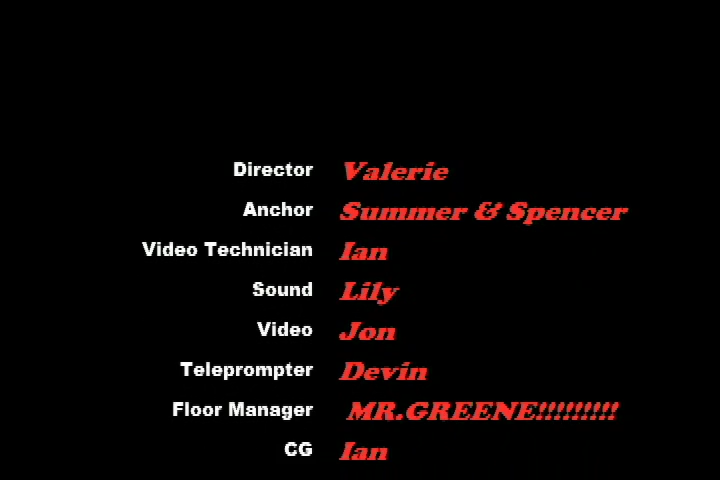 Director Valerie
Anchor Summer & Spencer
Video Technician Ian
Sound Lily
Video Jon
Teleprompter Devin
Floor Manager MR.GREENE!!!!!!!!!
CG Ian